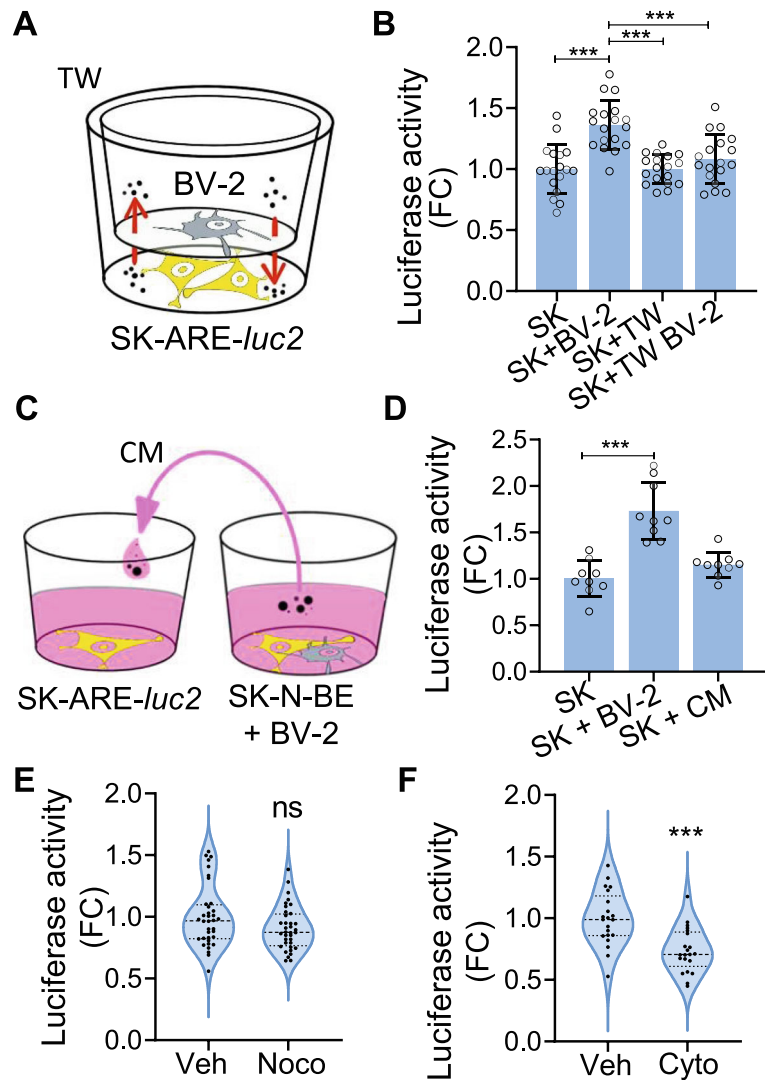 A
TW
BV-2
SK-ARE-luc2
B
Luciferase activity
(FC)
2.0
1.5
1.0
0.5
0.0
***
***
***
SK
SK+BV-2
SK+TW
SK+TW BV-2
C
CM
SK-ARE-luc2
SK-N-BE
+ BV-2
D
Luciferase activity
(FC)
2.5
2.0
1.5
1.0
0.5
0.0
***
SK
SK + BV-2
SK + CM
E
Luciferase activity
(FC)
2.0
1.5
1.0
0.5
0.0
ns
Veh
Noco
F
Luciferase activity
(FC)
2.0
1.5
1.0
0.5
0.0
***
Veh
Cyto